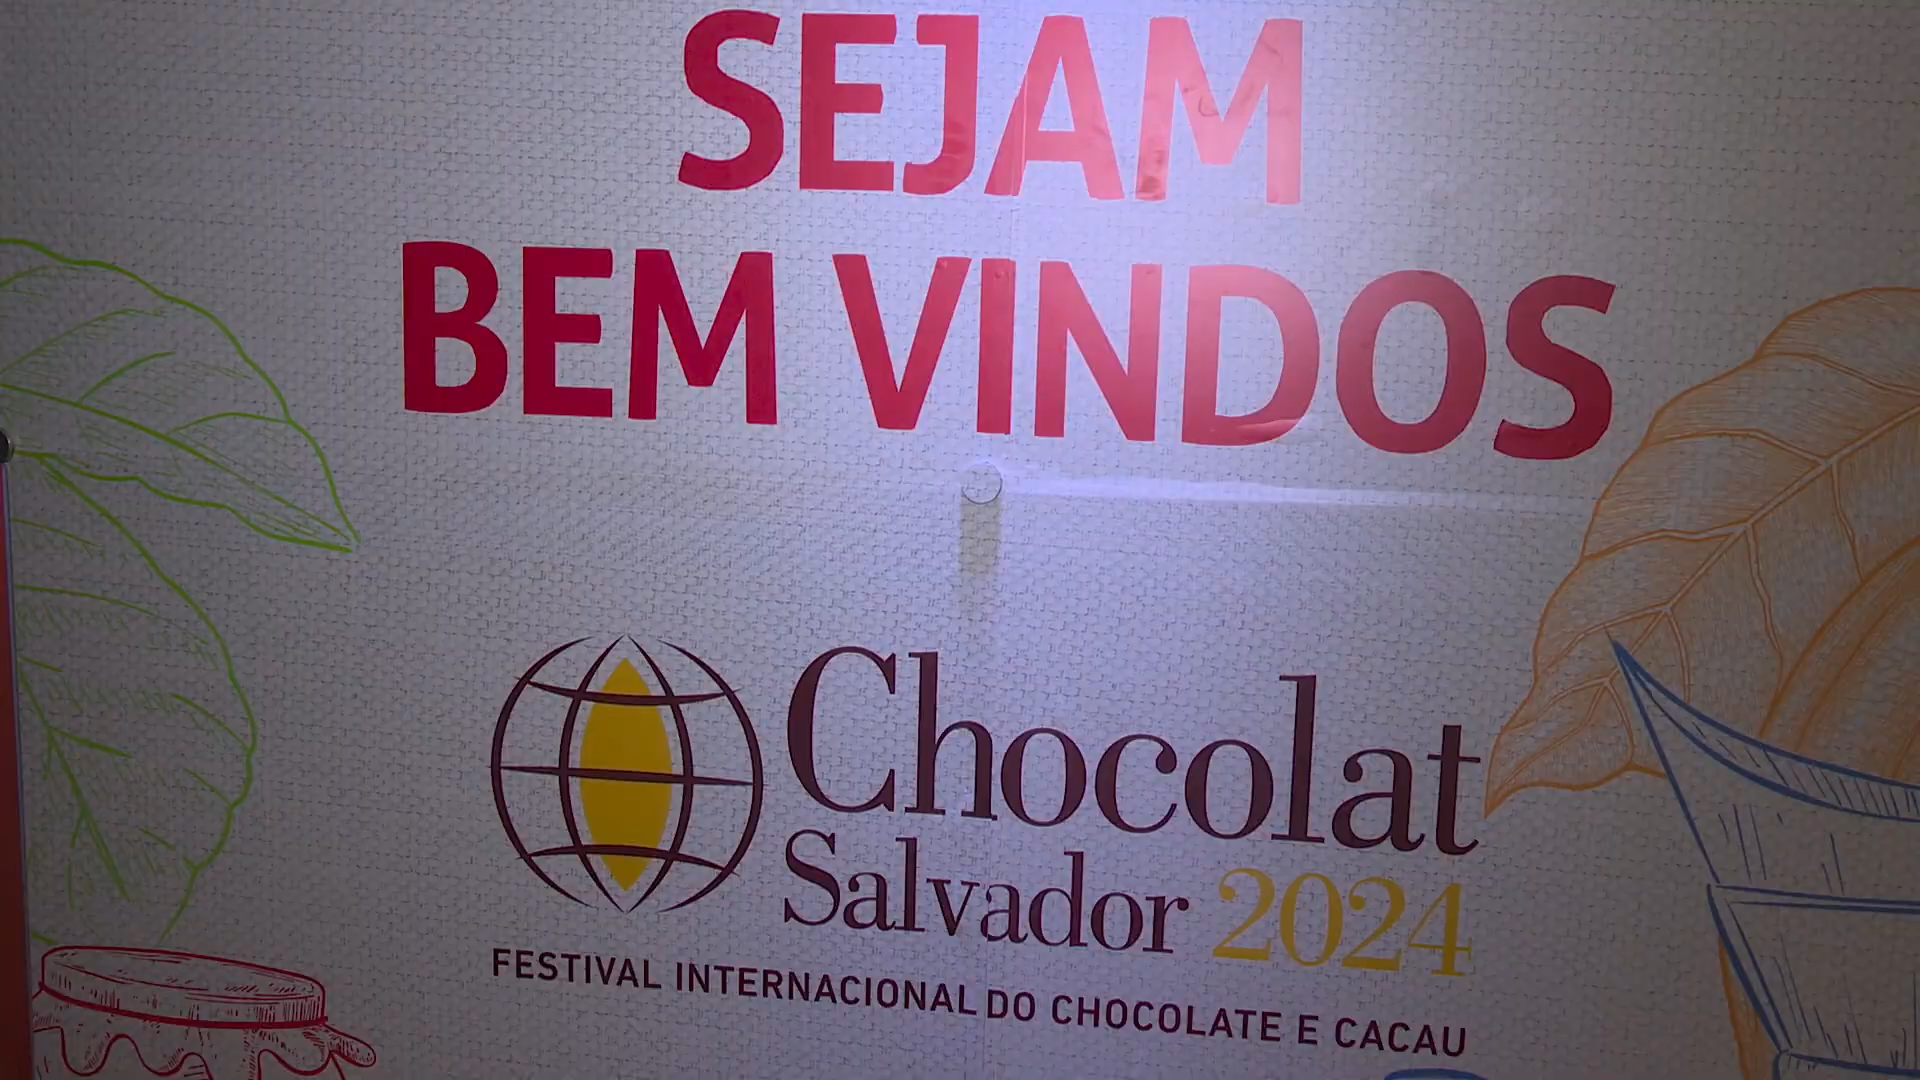 SEJAM
BEM VINDOS
Chocolat
Salvador 2024
FESTIVAL INTERNACIONAL DO CHOCOLATE E CACAU